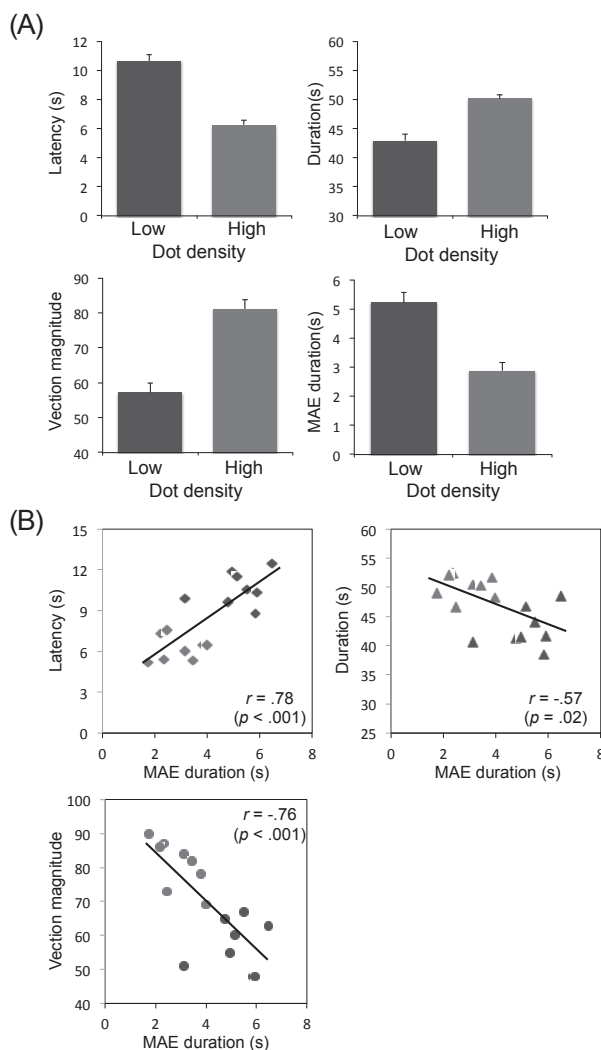 (A)
Latency (s)
12
10
8
6
4
2
0
Low High
Dot density
Duration(s)
55
50
45
40
35
30
Low High
Dot density
Vection magnitude
90
80
70
60
50
40
Low High
Dot density
MAE duration(s)
6
5
4
3
2
1
0
Low High
Dot density
(B)
Latency (s)
15
12
9
6
3
0
r = .78
(p < .001)
0 2 4 6 8
MAE duration (s)
Duration (s)
60
55
50
45
40
35
30
25
r = -.57
(p = .02)
0 2 4 6 8
MAE duration (s)
Vection magnitude
100
90
80
70
60
50
40
r = -.76
(p < .001)
0 2 4 6 8
MAE duration (s)